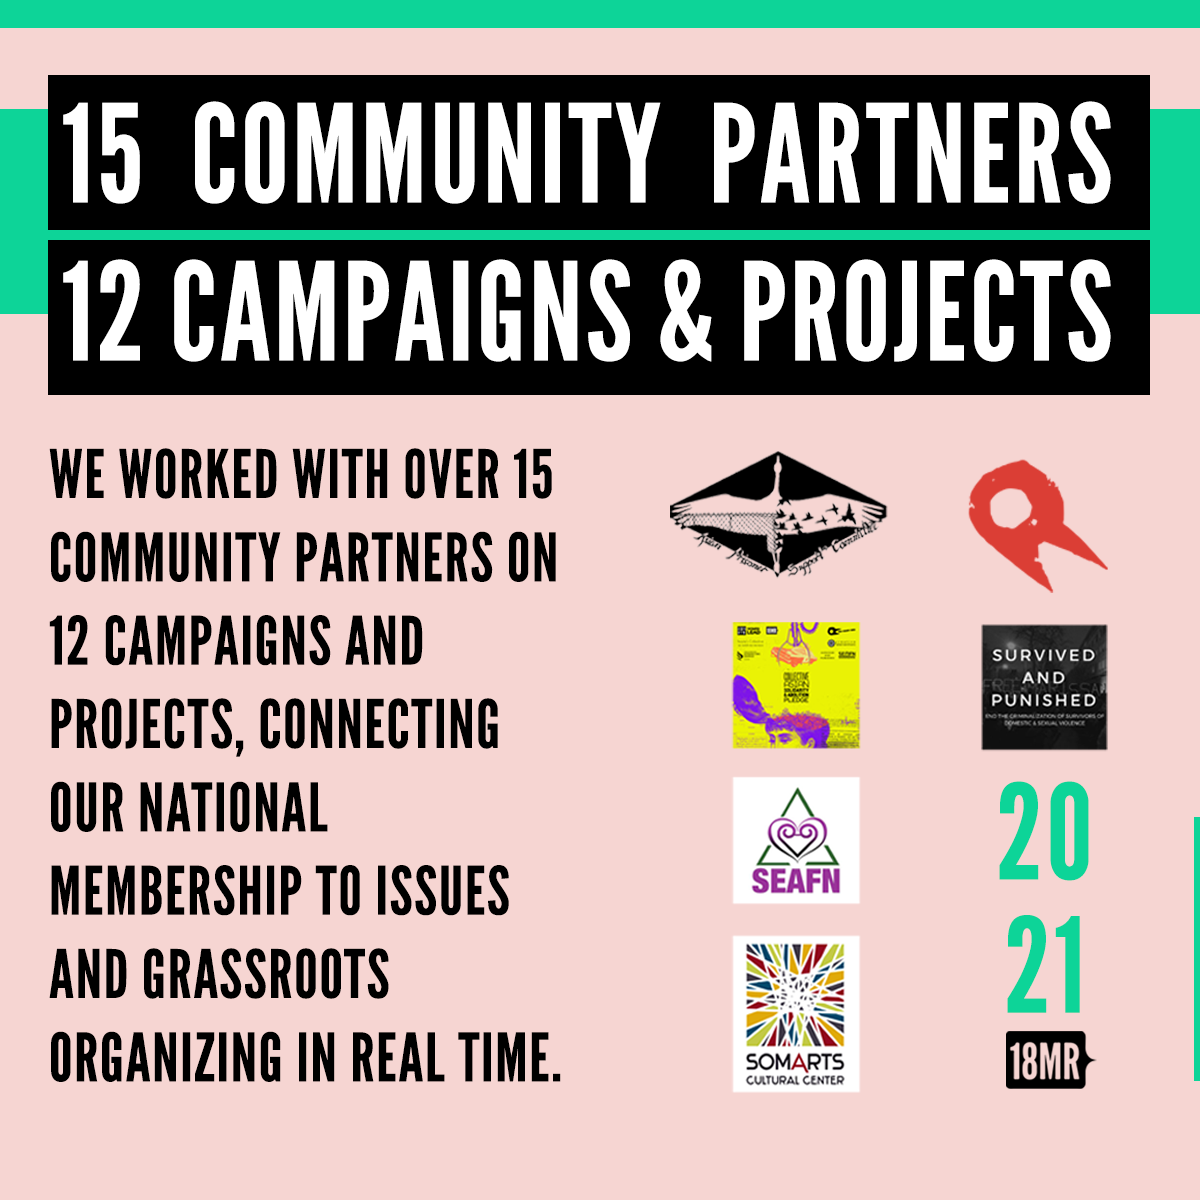 15 COMMUNITY PARTNERS
12 CAMPAIGNS & PROJECTS
WE WORKED WITH OVER 15
COMMUNITY PARTNERS ON
12 CAMPAIGNS AND
PROJECTS, CONNECTING
OUR NATIONAL
MEMBERSHIP TO ISSUES
AND GRASSROOTS
ORGANIZING IN REAL TIME.
Asian Prisoner Support Committee
COLLECTIVE
ASIAN
SOLIDARITY
& ABOLITION
PLEDGE
SURVIVED
AND
PUNISHED
END THE CRIMINALIZATION OF SURVIVORS OF
DOMESTIC & SEXUAL VIOLENCE
SEAFN
SOMARTS
CULTURAL CENTER
20
21
18MR